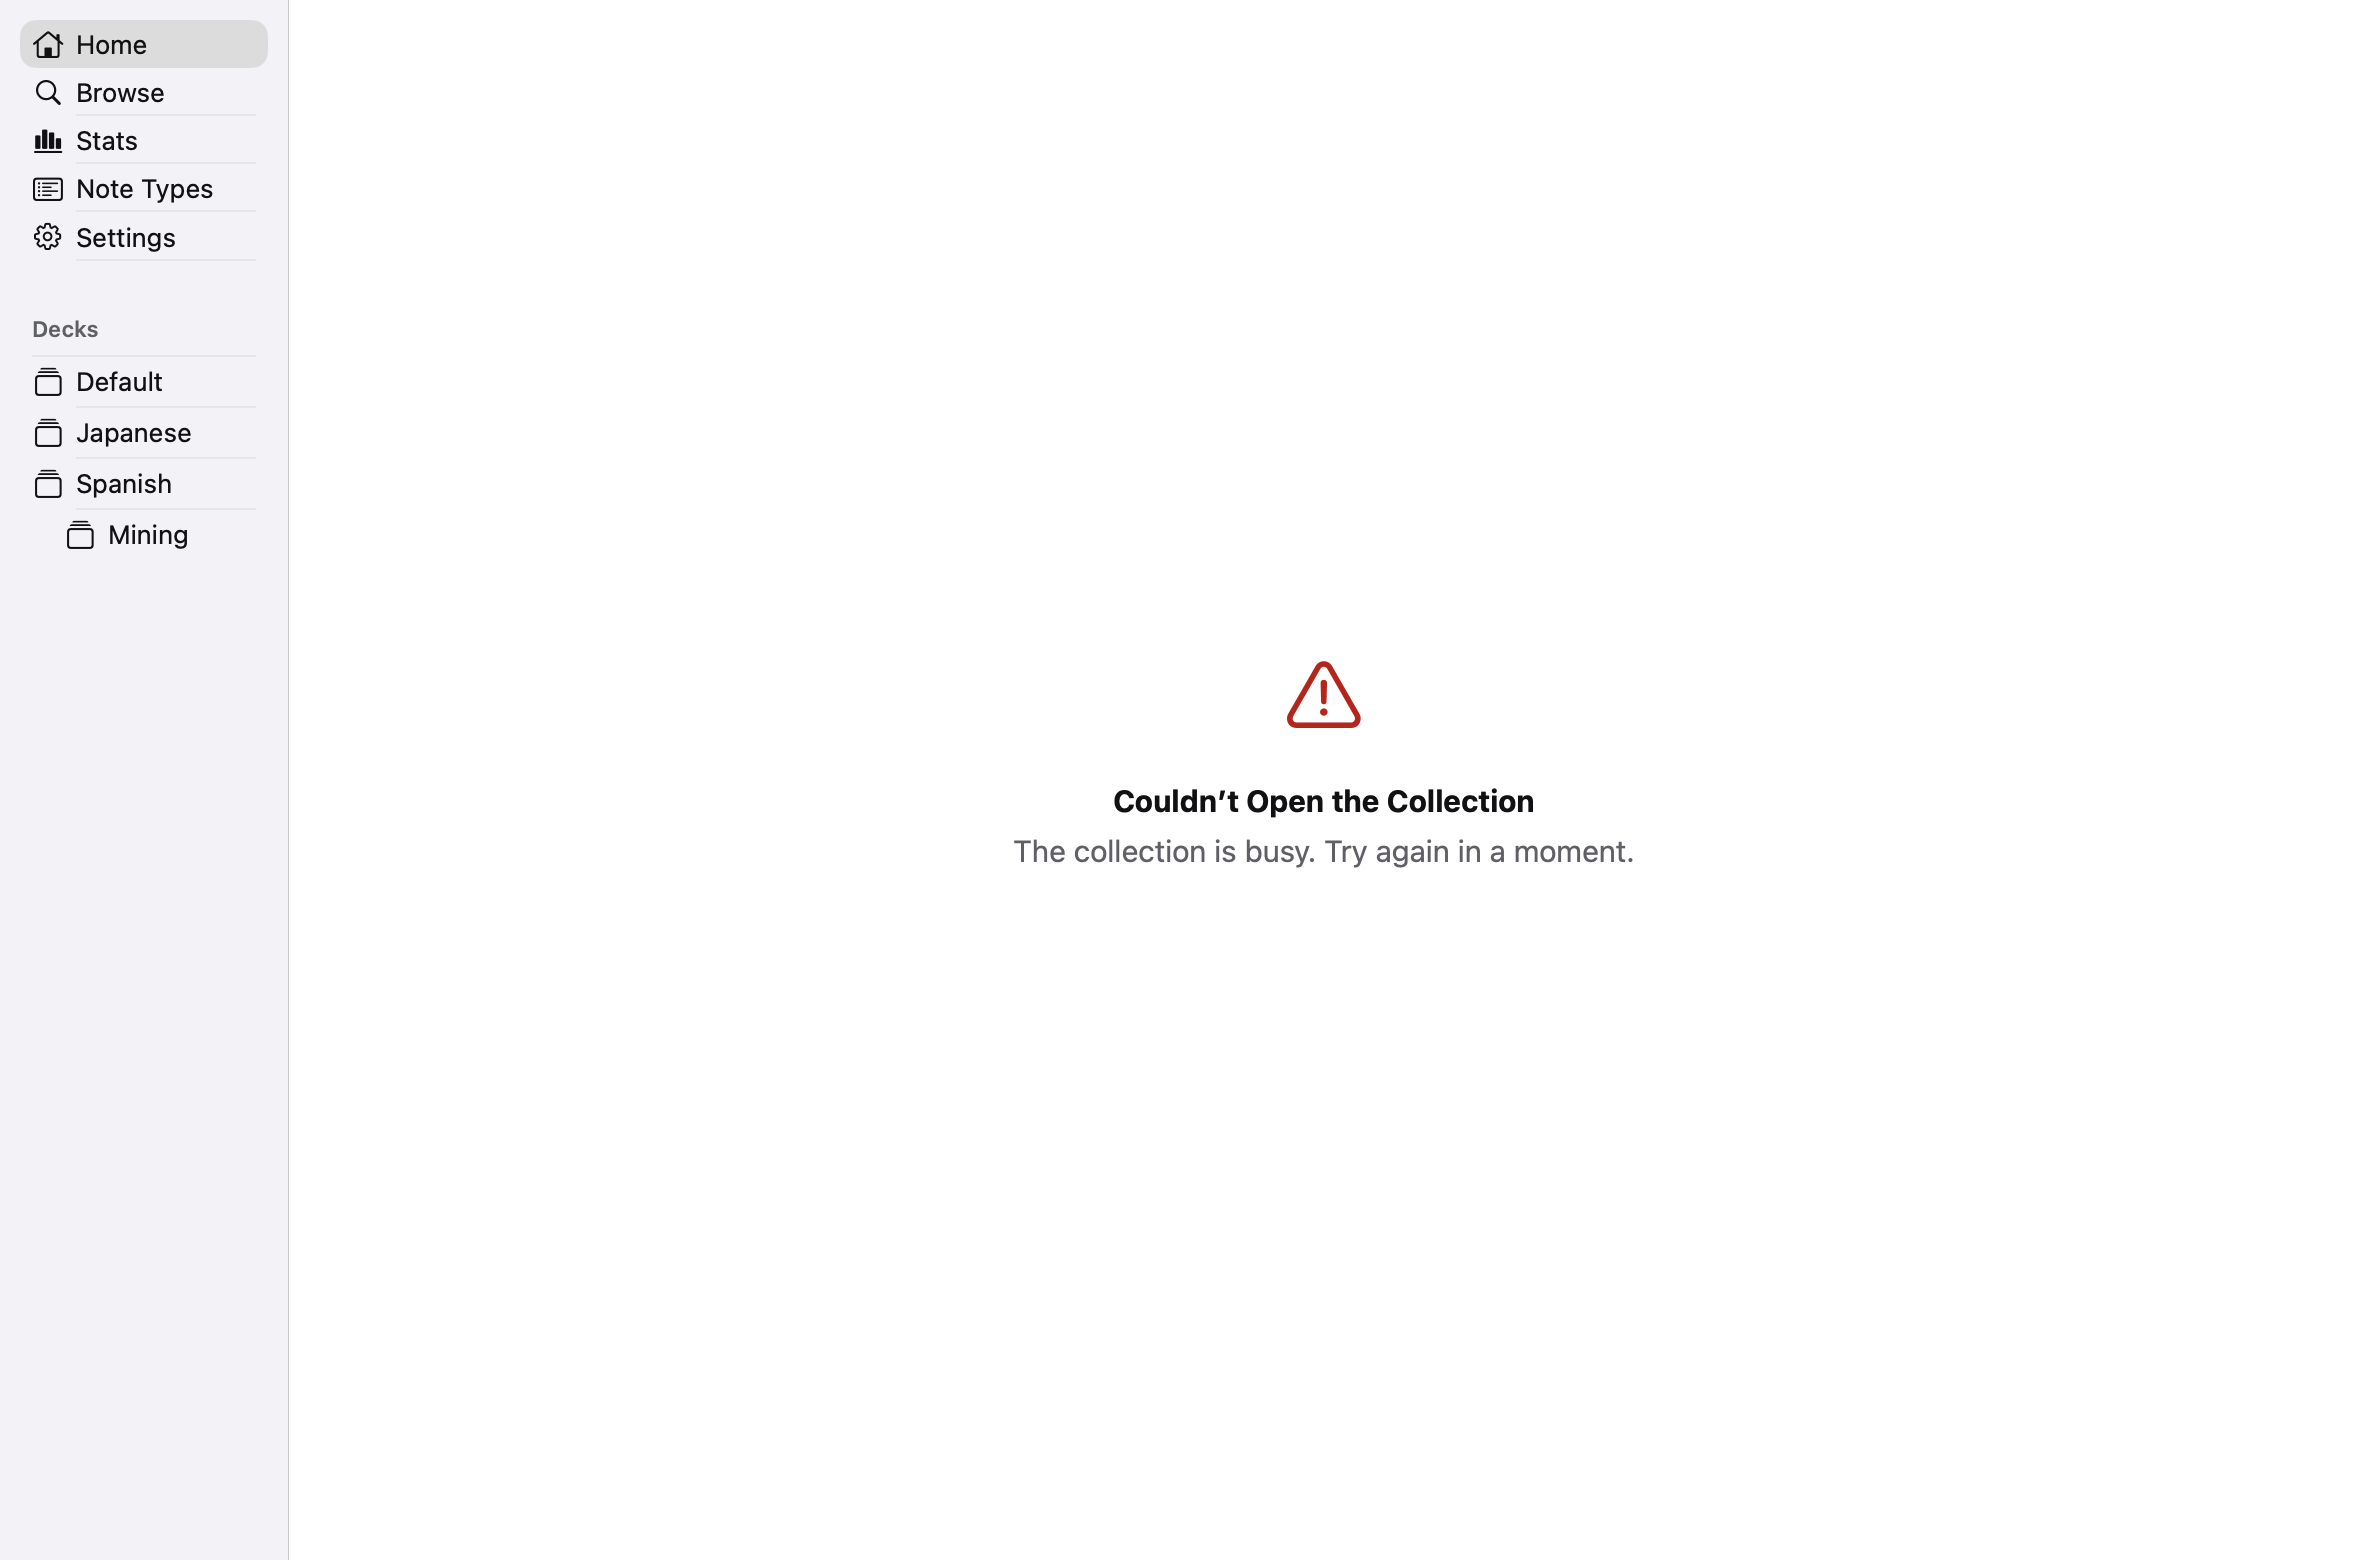 Home
Browse
Stats
Note Types
Settings
Decks
Default
Japanese
Spanish
Mining
Couldn’t Open the Collection
The collection is busy. Try again in a moment.